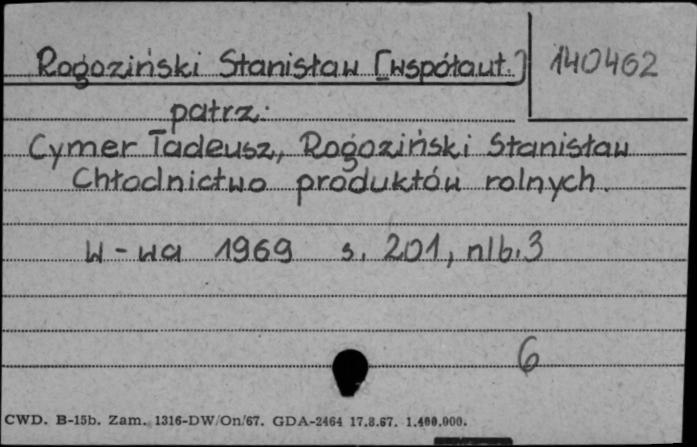 Rogoziński Stanisław [współaut.] 140462
patrz:
Cymer Tadeusz, Rogoziński Stanisław
Chłodnictwo produktów rolnych.
W-wa 1969 s. 201, nlb. 3
6
CWD. B-15b. Zam. 1316-DW/On/67. GDA-2464 17.8.67. 1.400.000.